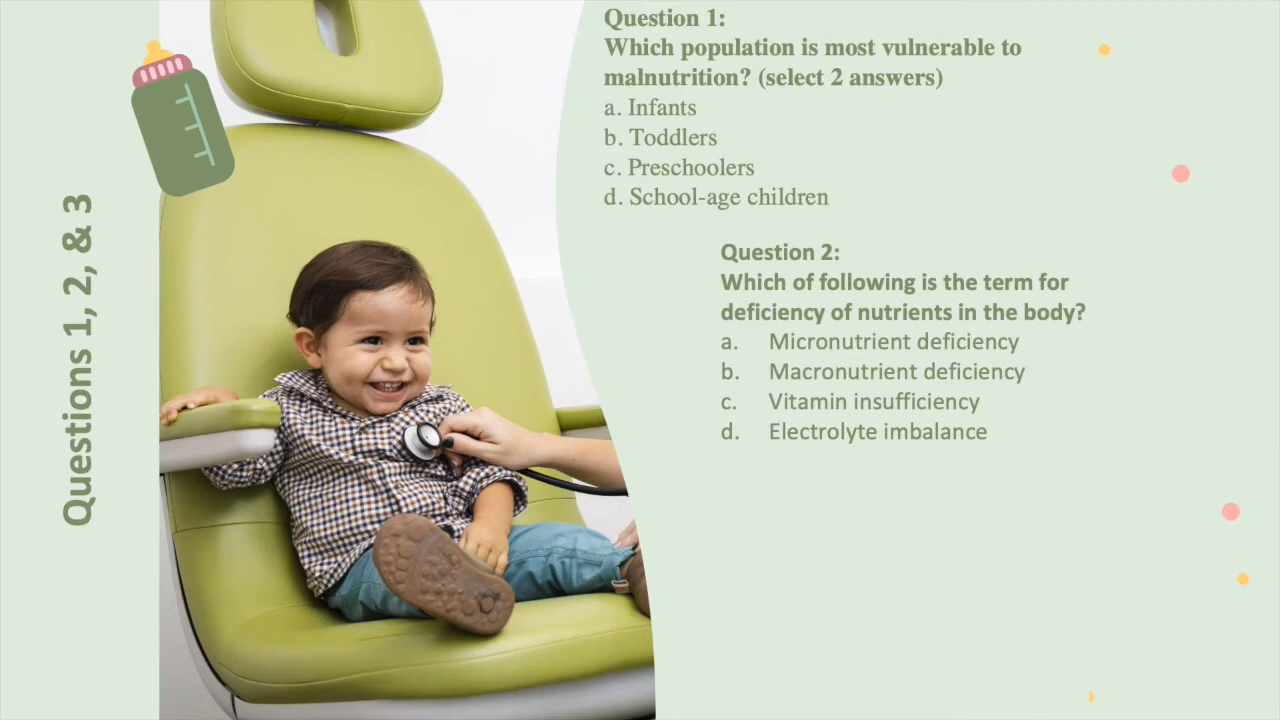 Questions 1, 2, & 3
Question 1:
Which population is most vulnerable to
malnutrition? (select 2 answers)
a. Infants
b. Toddlers
c. Preschoolers
d. School-age children
Question 2:
Which of following is the term for
deficiency of nutrients in the body?
a. Micronutrient deficiency
b. Macronutrient deficiency
c. Vitamin insufficiency
d. Electrolyte imbalance